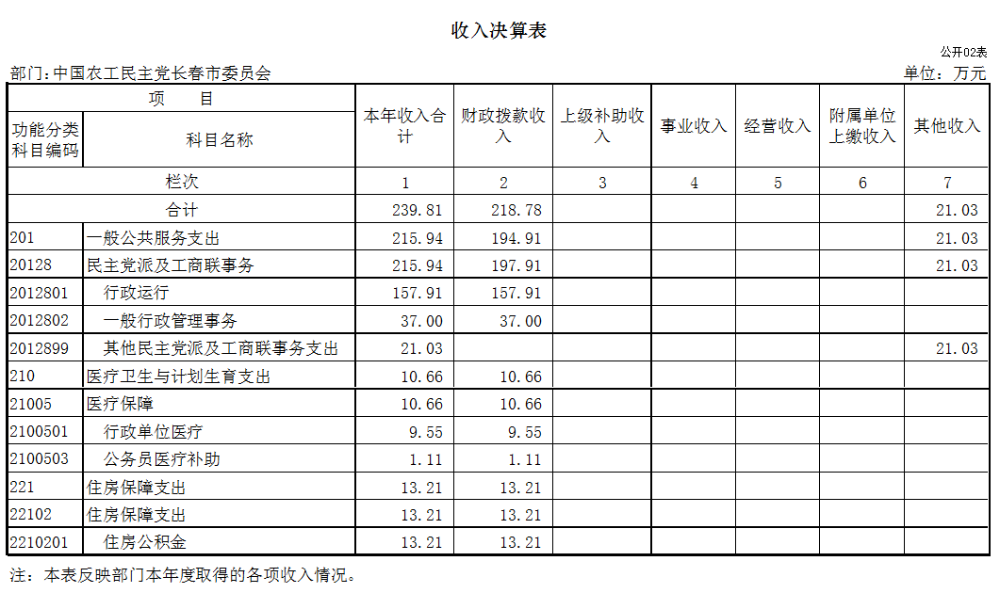 收入决算表
公开02表
部门:中国农工民主党长春市委员会 单位：万元
项 目 本年收入合计 财政拨款收入 上级补助收入 事业收入 经营收入 附属单位上缴收入 其他收入
功能分类科目编码 科目名称
栏次 1 2 3 4 5 6 7
合计 239.81 218.78 21.03
201 一般公共服务支出 215.94 194.91 21.03
20128 民主党派及工商联事务 215.94 197.91 21.03
2012801 行政运行 157.91 157.91
2012802 一般行政管理事务 37.00 37.00
2012899 其他民主党派及工商联事务支出 21.03 21.03
210 医疗卫生与计划生育支出 10.66 10.66
21005 医疗保障 10.66 10.66
2100501 行政单位医疗 9.55 9.55
2100503 公务员医疗补助 1.11 1.11
221 住房保障支出 13.21 13.21
22102 住房保障支出 13.21 13.21
2210201 住房公积金 13.21 13.21
注：本表反映部门本年度取得的各项收入情况。